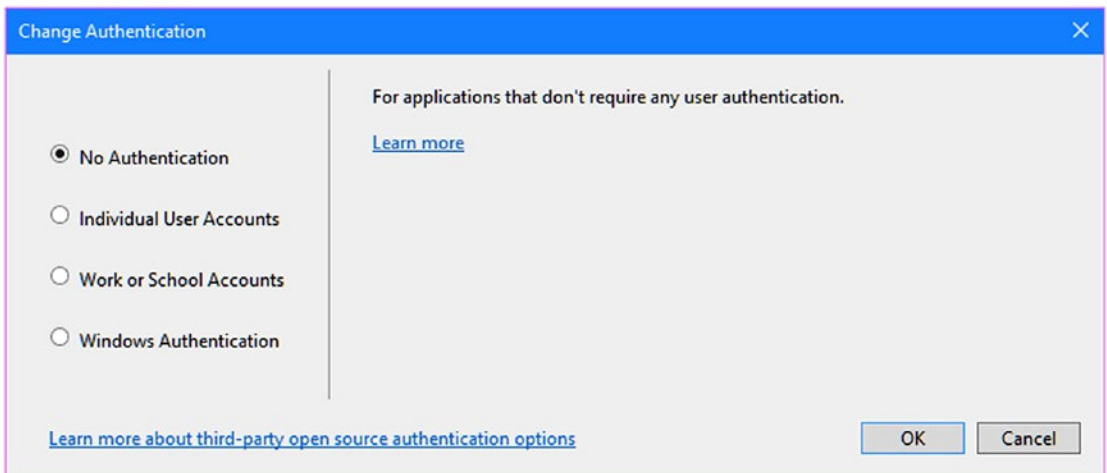 Change Authentication
For applications that don't require any user authentication.
Learn more
No Authentication
Individual User Accounts
Work or School Accounts
Windows Authentication
Learn more about third-party open source authentication options
OK
Cancel